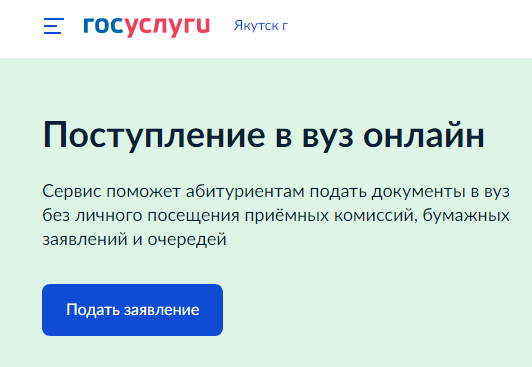 госуслуги Якутск г
Поступление в вуз онлайн
Сервис поможет абитуриентам подать документы в вуз
без личного посещения приёмных комиссий, бумажных
заявлений и очередей
Подать заявление